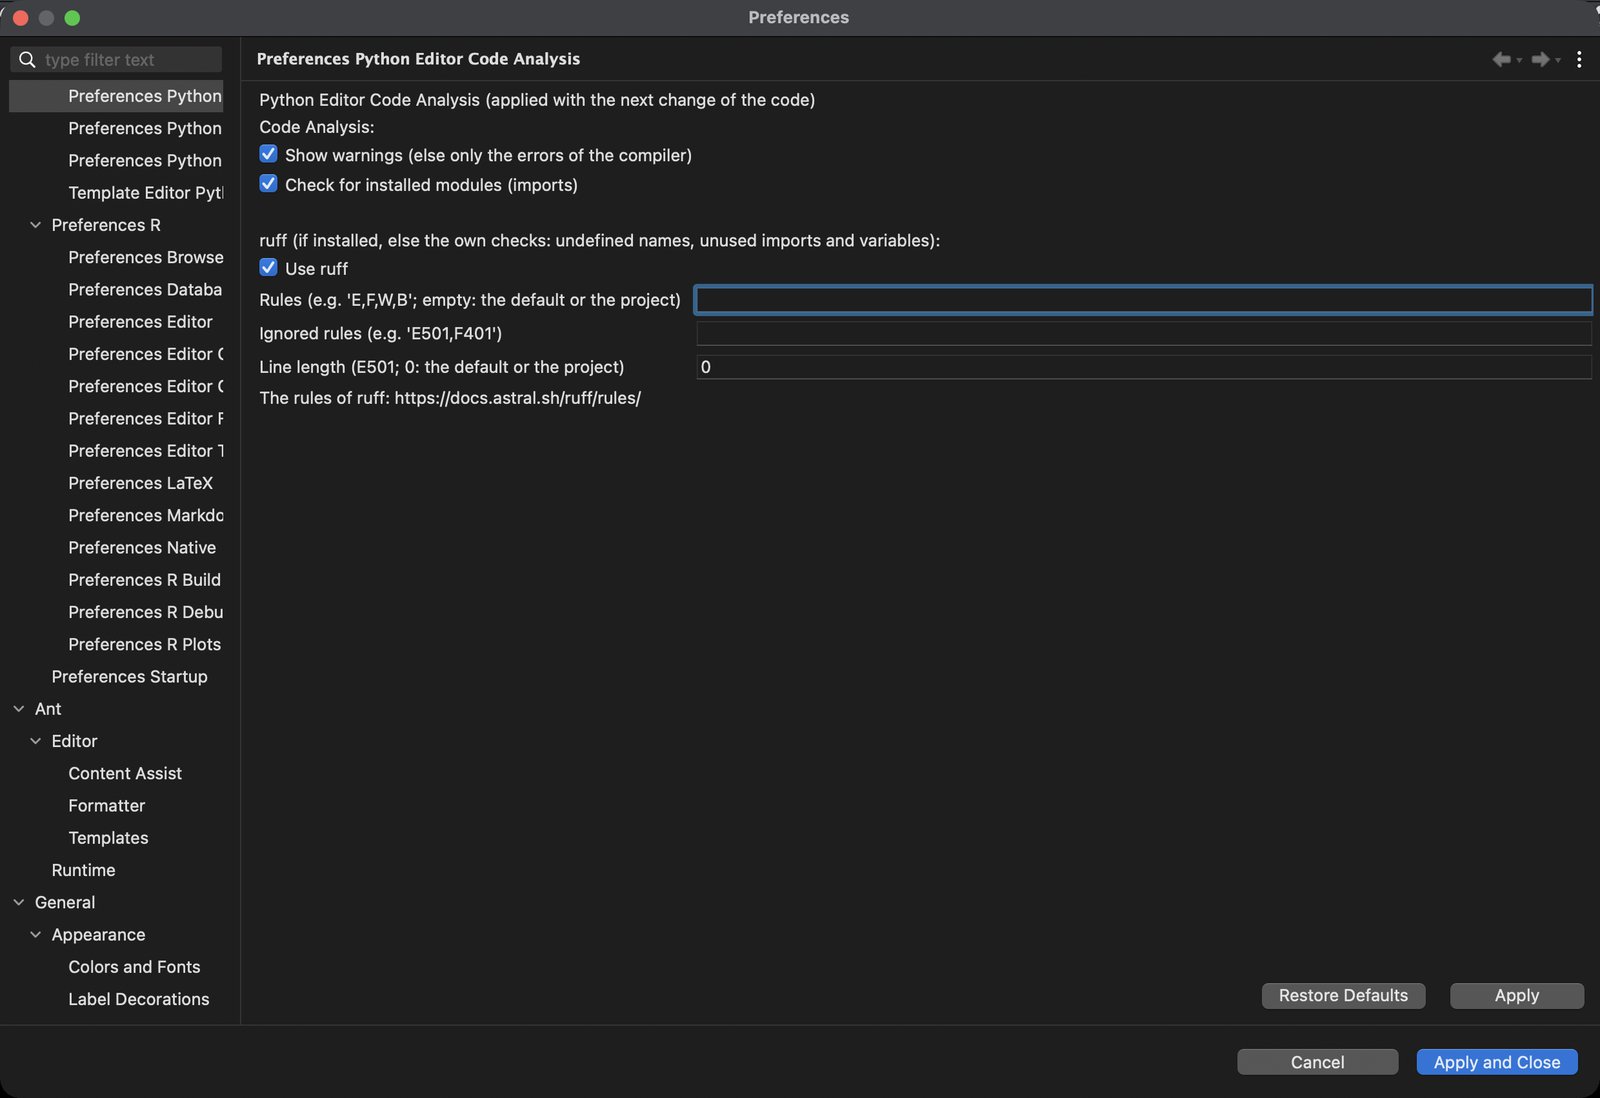 Preferences
type filter text
Preferences Python
Preferences Python
Preferences Python
Template Editor Pyt
Preferences R
Preferences Browse
Preferences Databa
Preferences Editor
Preferences Editor C
Preferences Editor C
Preferences Editor F
Preferences Editor T
Preferences LaTeX
Preferences Markdo
Preferences Native
Preferences R Build
Preferences R Debu
Preferences R Plots
Preferences Startup
Ant
Editor
Content Assist
Formatter
Templates
Runtime
General
Appearance
Colors and Fonts
Label Decorations
Preferences Python Editor Code Analysis
Python Editor Code Analysis (applied with the next change of the code)
Code Analysis:
Show warnings (else only the errors of the compiler)
Check for installed modules (imports)
ruff (if installed, else the own checks: undefined names, unused imports and variables):
Use ruff
Rules (e.g. 'E,F,W,B'; empty: the default or the project)
Ignored rules (e.g. 'E501,F401')
Line length (E501; 0: the default or the project) 0
The rules of ruff: https://docs.astral.sh/ruff/rules/
Restore Defaults Apply
Cancel Apply and Close